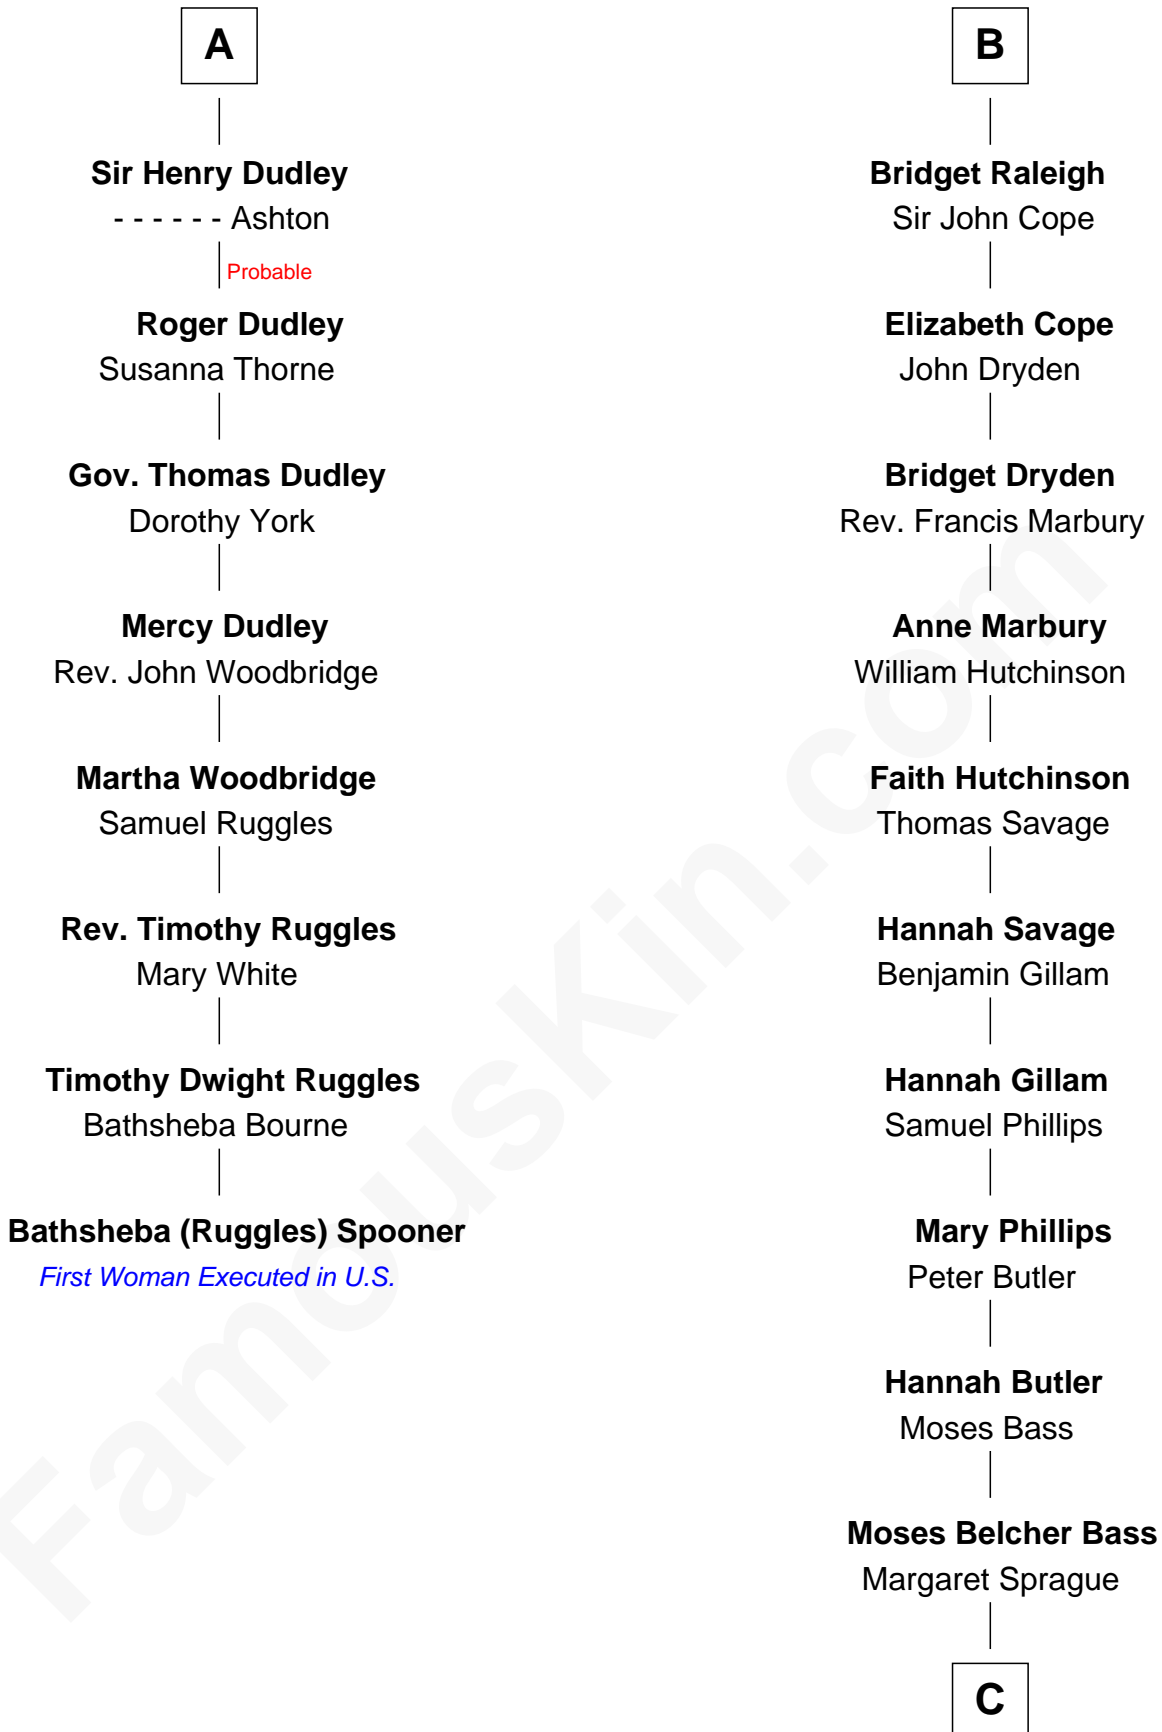 A
Sir Henry Dudley
- - - - - - Ashton
Probable
Roger Dudley
Susanna Thorne
Gov. Thomas Dudley
Dorothy York
Mercy Dudley
Rev. John Woodbridge
Martha Woodbridge
Samuel Ruggles
Rev. Timothy Ruggles
Mary White
Timothy Dwight Ruggles
Bathsheba Bourne
Bathsheba (Ruggles) Spooner
First Woman Executed in U.S.
B
Bridget Raleigh
Sir John Cope
Elizabeth Cope
John Dryden
Bridget Dryden
Rev. Francis Marbury
Anne Marbury
William Hutchinson
Faith Hutchinson
Thomas Savage
Hannah Savage
Benjamin Gillam
Hannah Gillam
Samuel Phillips
Mary Phillips
Peter Butler
Hannah Butler
Moses Bass
Moses Belcher Bass
Margaret Sprague
C
FamousKin.com